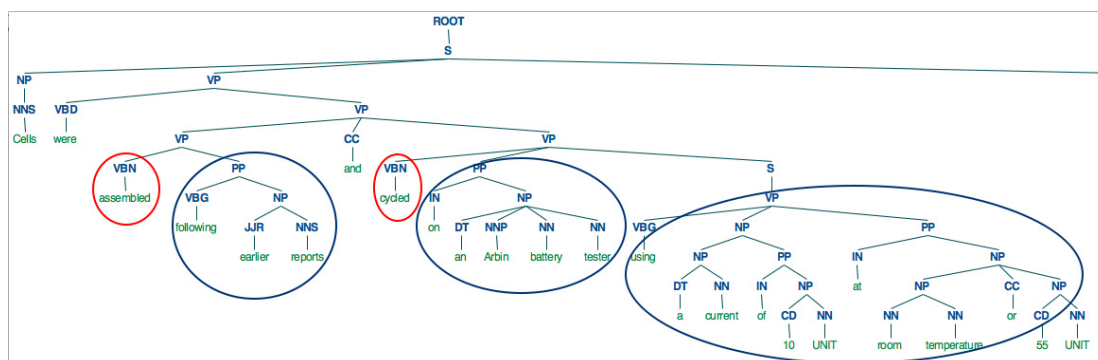 ROOT
S
NP VP
NNS VBD VP
Cells were VP CC VP
VBN PP and VBN PP S
assembled VBG NP cycled IN NP VP
following JJR NNS on DT NNP NN NN VBG NP PP
earlier reports an Arbin battery tester using NP PP IN NP
DT NN IN NP at NP CC NP
a current of CD NN NN NN or CD NN
10 UNIT room temperature 55 UNIT